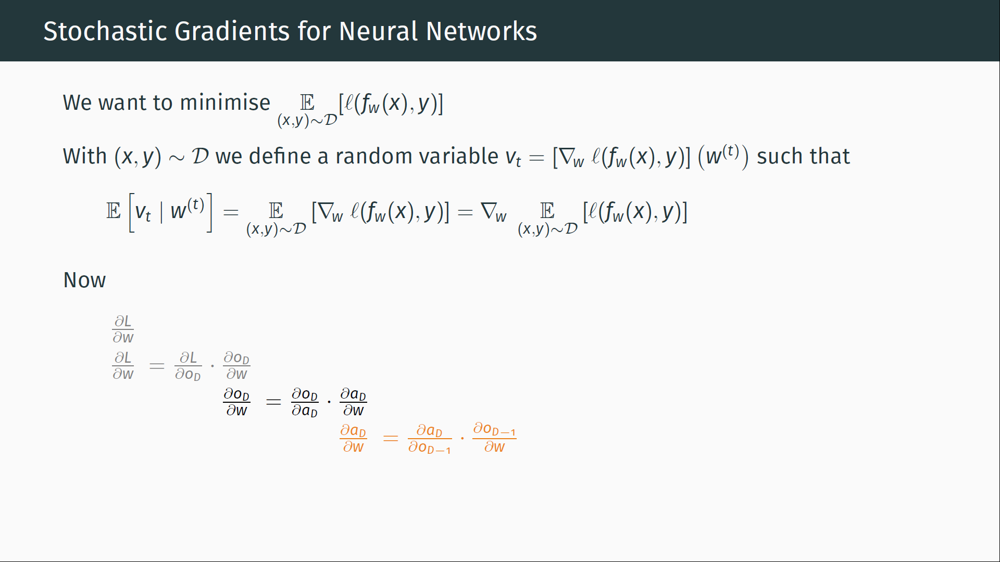 Stochastic Gradients for Neural Networks
We want to minimise $\underset{(x,y)\sim\mathcal{D}}{\mathbb{E}} [\ell(f_w(x), y)]$
With $(x, y) \sim \mathcal{D}$ we define a random variable $v_t = [\nabla_w\ \ell(f_w(x), y)] \left(w^{(t)}\right)$ such that
$\mathbb{E}\left[v_t \mid w^{(t)}\right] = \underset{(x,y)\sim\mathcal{D}}{\mathbb{E}} [\nabla_w\ \ell(f_w(x), y)] = \nabla_w \underset{(x,y)\sim\mathcal{D}}{\mathbb{E}} [\ell(f_w(x), y)]$
Now
$\frac{\partial L}{\partial w}$
$\frac{\partial L}{\partial w} = \frac{\partial L}{\partial o_D} \cdot \frac{\partial o_D}{\partial w}$
$\frac{\partial o_D}{\partial w} = \frac{\partial o_D}{\partial a_D} \cdot \frac{\partial a_D}{\partial w}$
$\frac{\partial a_D}{\partial w} = \frac{\partial a_D}{\partial o_{D-1}} \cdot \frac{\partial o_{D-1}}{\partial w}$